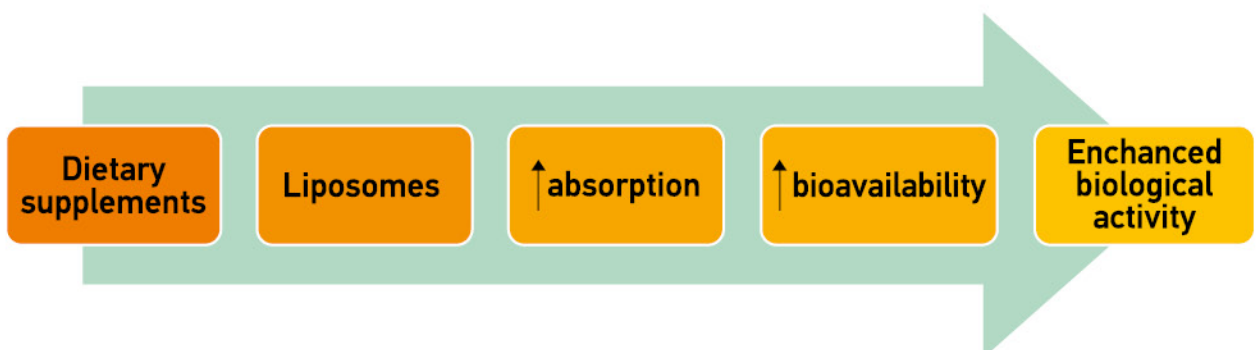 Dietary
supplements
Liposomes
↑absorption
↑bioavailability
Enchanced
biological
activity